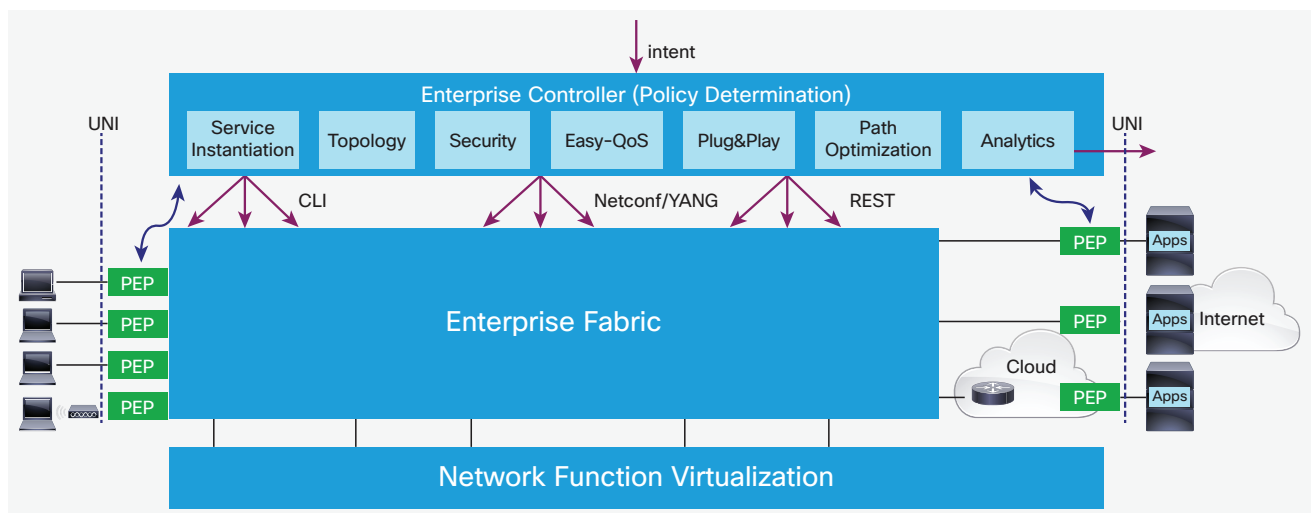 intent
Enterprise Controller (Policy Determination)
UNI
UNI
Service
Instantiation
Topology
Security
Easy-QoS
Plug&Play
Path
Optimization
Analytics
CLI
Netconf/YANG
REST
PEP
PEP
PEP
PEP
Enterprise Fabric
PEP
Apps
PEP
Apps
Internet
Cloud
PEP
Apps
Network Function Virtualization